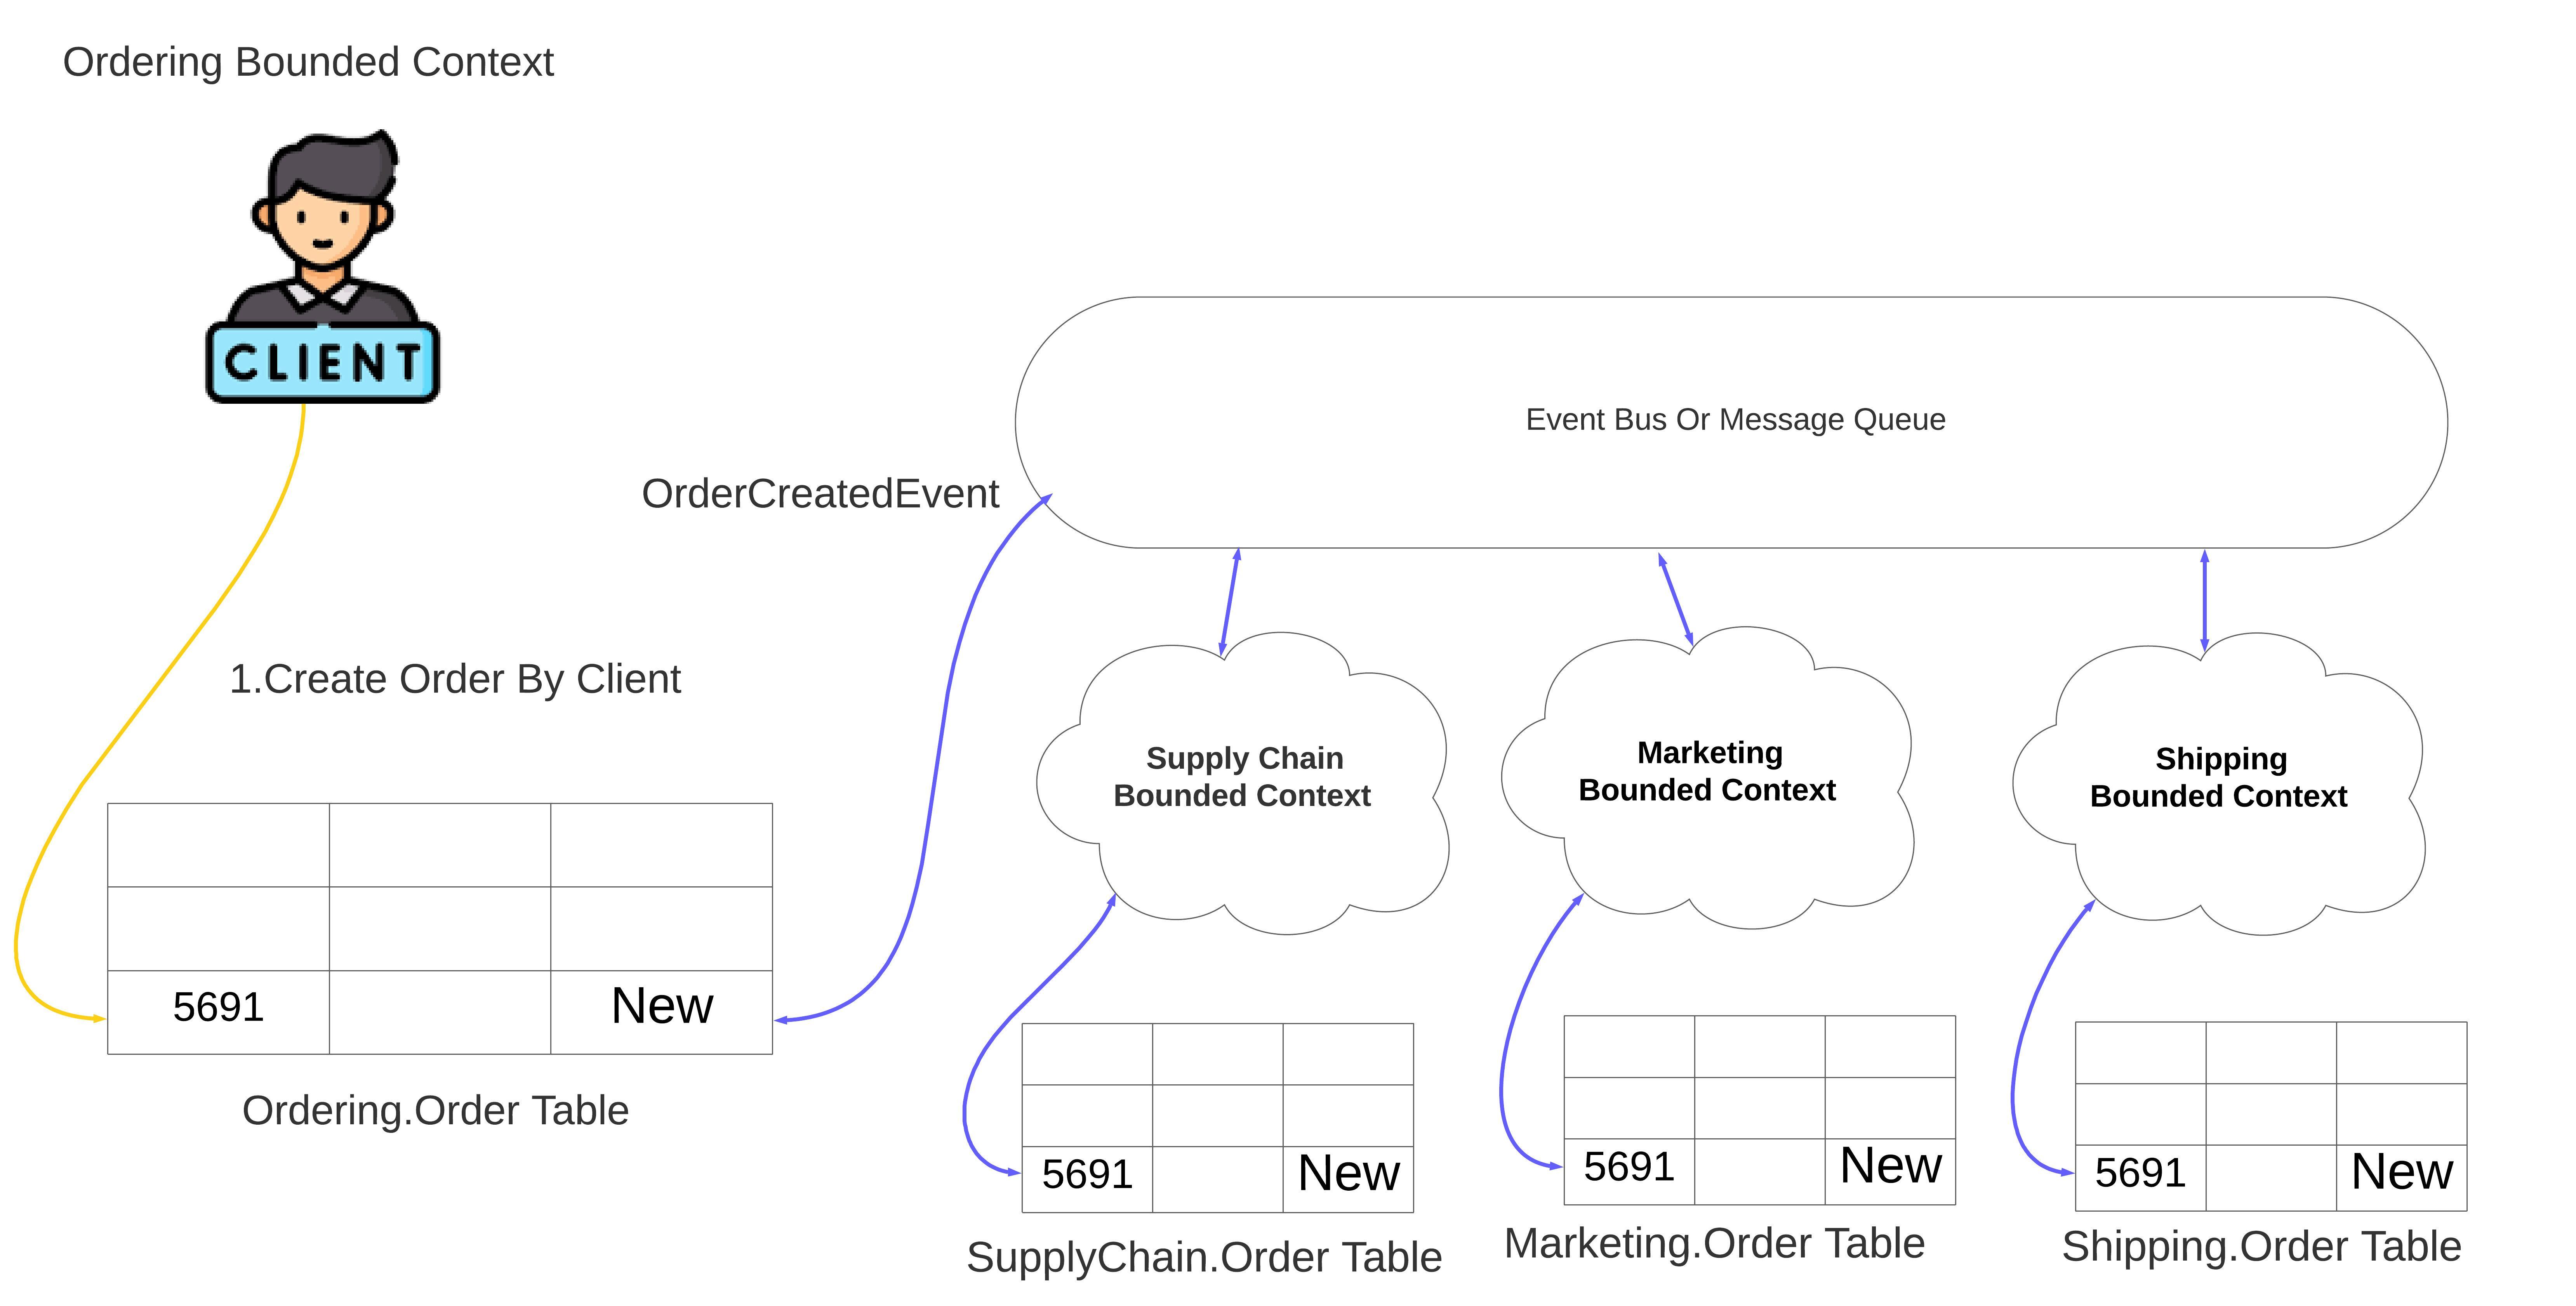 Ordering Bounded Context
CLIENT
Event Bus Or Message Queue
OrderCreatedEvent
1.Create Order By Client
Supply Chain
Bounded Context
Marketing
Bounded Context
Shipping
Bounded Context
5691 New
Ordering.Order Table
5691 New
SupplyChain.Order Table
5691 New
Marketing.Order Table
5691 New
Shipping.Order Table